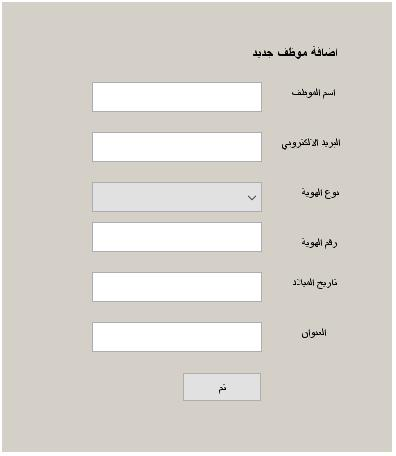 اضافة موظف جديد
اسم الموظف
البريد الالكتروني
نوع الهوية
رقم الهوية
تاريخ الميلاد
العنوان
تم